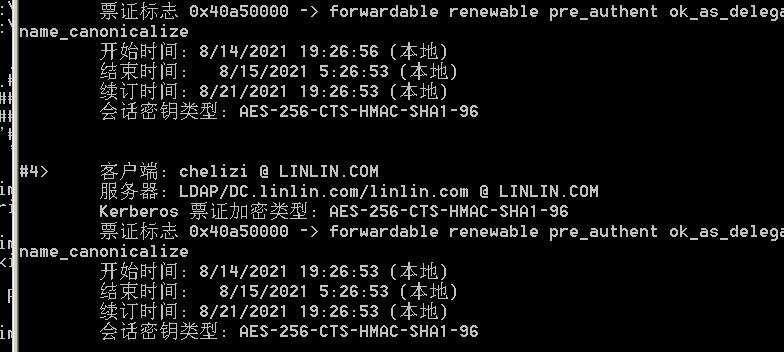 票证标志 0x40a50000 -> forwardable renewable pre_authent ok_as_delega
name_canonicalize
开始时间: 8/14/2021 19:26:56 (本地)
结束时间:   8/15/2021 5:26:53 (本地)
续订时间: 8/21/2021 19:26:53 (本地)
会话密钥类型: AES-256-CTS-HMAC-SHA1-96
#4>     客户端: chelizi @ LINLIN.COM
服务器: LDAP/DC.linlin.com/linlin.com @ LINLIN.COM
Kerberos 票证加密类型: AES-256-CTS-HMAC-SHA1-96
票证标志 0x40a50000 -> forwardable renewable pre_authent ok_as_delega
name_canonicalize
开始时间: 8/14/2021 19:26:53 (本地)
结束时间:   8/15/2021 5:26:53 (本地)
续订时间: 8/21/2021 19:26:53 (本地)
会话密钥类型: AES-256-CTS-HMAC-SHA1-96